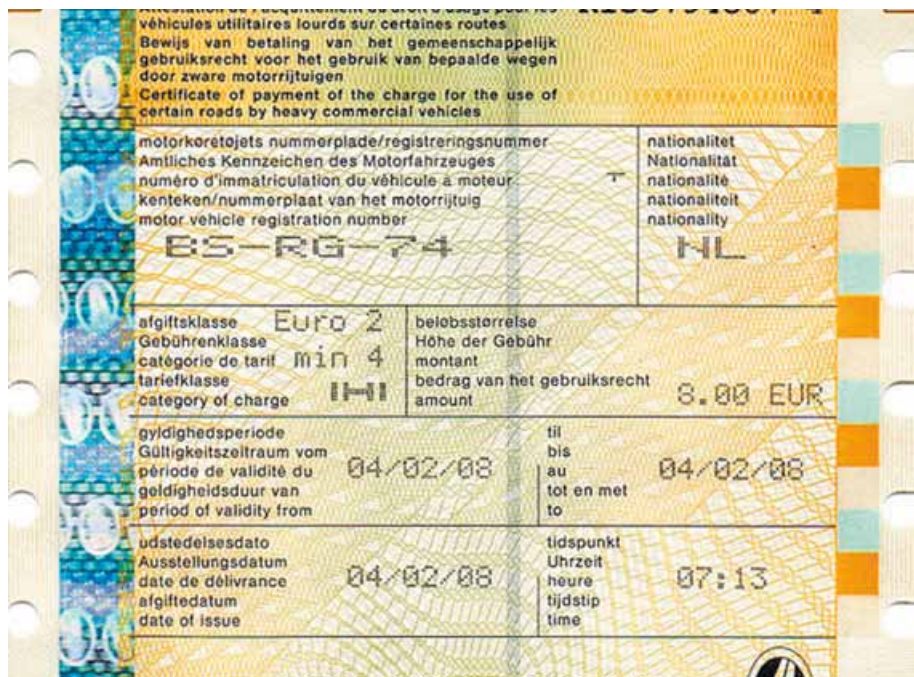 véhicules utilitaires lourds sur certaines routes
Bewijs van betaling van het gemeenschappelijk
gebruiksrecht voor het gebruik van bepaalde wegen
door zware motorrijtuigen
Certificate of payment of the charge for the use of
certain roads by heavy commercial vehicles
motorkøretøjets nummerplade/registreringsnummer
Amtliches Kennzeichen des Motorfahrzeuges
numéro d'immatriculation du véhicule à moteur
kenteken/nummerplaat van het motorrijtuig
motor vehicle registration number
BS-RG-74
nationalitet
Nationalität
nationalité
nationaliteit
nationality
NL
afgiftsklasse Euro 2
Gebührenklasse
catégorie de tarif min 4
tariefklasse
category of charge
beløbsstørrelse
Höhe der Gebühr
montant
bedrag van het gebruiksrecht
amount 8.00 EUR
gyldighedsperiode
Gültigkeitszeitraum vom
période de validité du 04/02/08
geldigheidsduur van
period of validity from
til
bis
au 04/02/08
tot en met
to
udstedelsesdato
Ausstellungsdatum
date de délivrance 04/02/08
afgiftedatum
date of issue
tidspunkt
Uhrzeit
heure 07:13
tijdstip
time